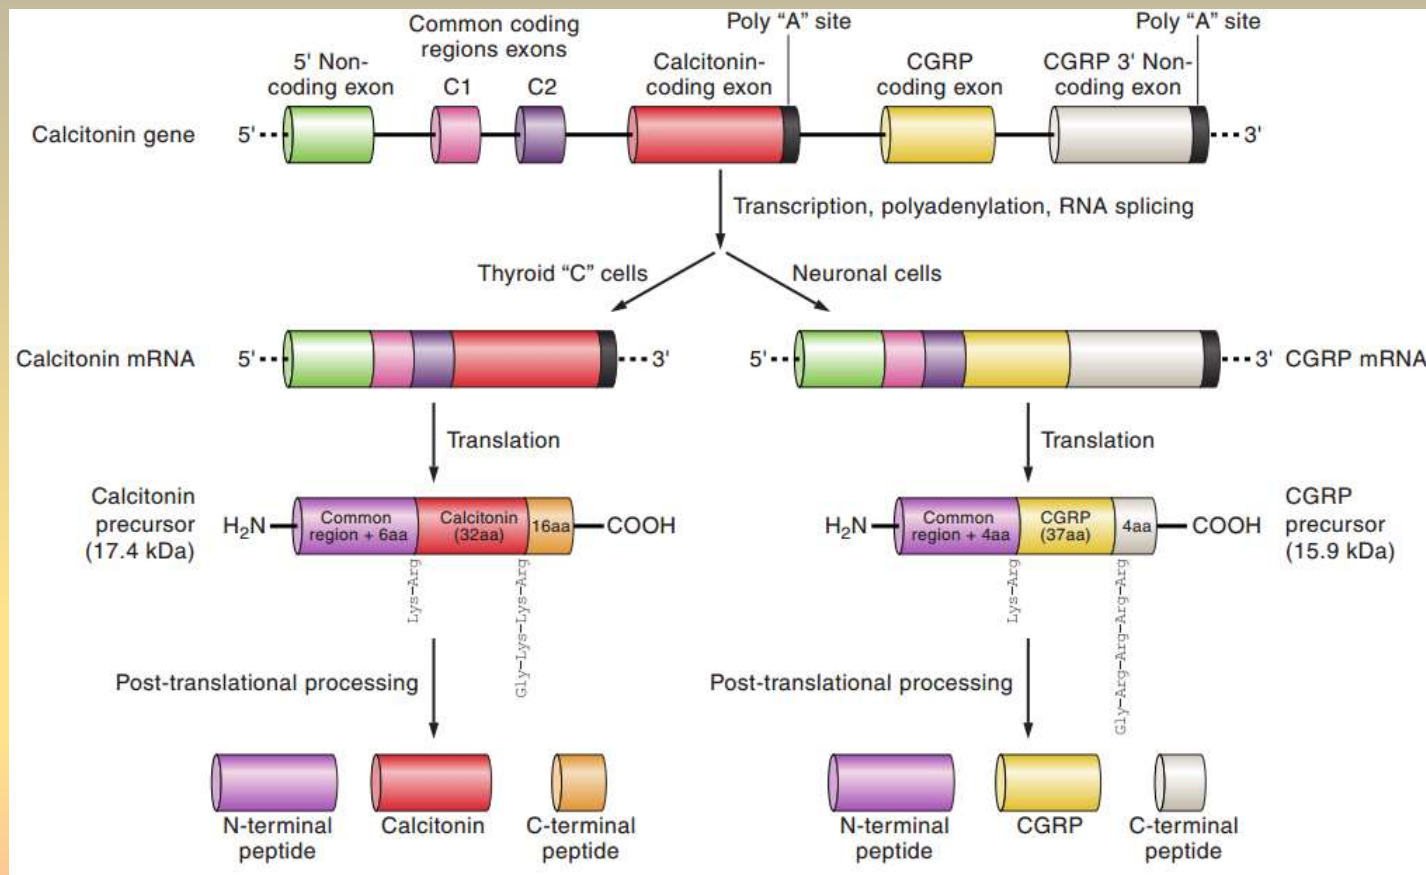 Common coding
regions exons
Poly “A” site
Poly “A” site
5' Non-
coding exon
C1
C2
Calcitonin-
coding exon
CGRP
coding exon
CGRP 3' Non-
coding exon
Calcitonin gene
5'
3'
Transcription, polyadenylation, RNA splicing
Thyroid “C” cells
Neuronal cells
Calcitonin mRNA
5'
3'
5'
3'
CGRP mRNA
Translation
Translation
Calcitonin
precursor
(17.4 kDa)
H2N
Common
region + 6aa
Calcitonin
(32aa)
16aa
COOH
H2N
Common
region + 4aa
CGRP
(37aa)
4aa
COOH
CGRP
precursor
(15.9 kDa)
Lys–Arg
Gly–Lys–Lys–Arg
Lys–Arg
Gly–Arg–Arg–Arg–Arg
Post-translational processing
Post-translational processing
N-terminal
peptide
Calcitonin
C-terminal
peptide
N-terminal
peptide
CGRP
C-terminal
peptide